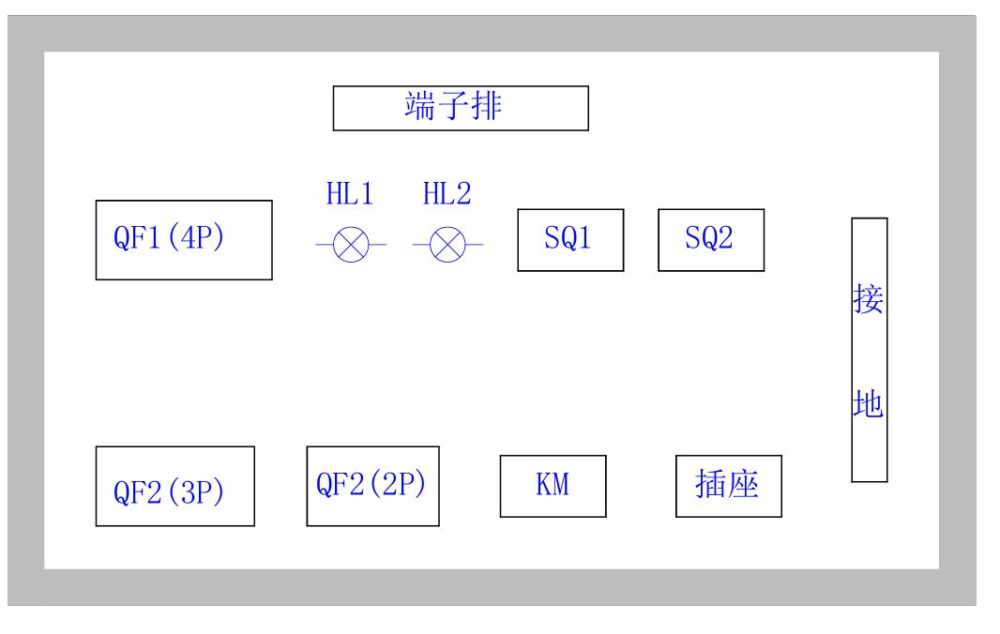 端子排
HL1
HL2
QF1(4P)
SQ1
SQ2
接
地
QF2(3P)
QF2(2P)
KM
插座